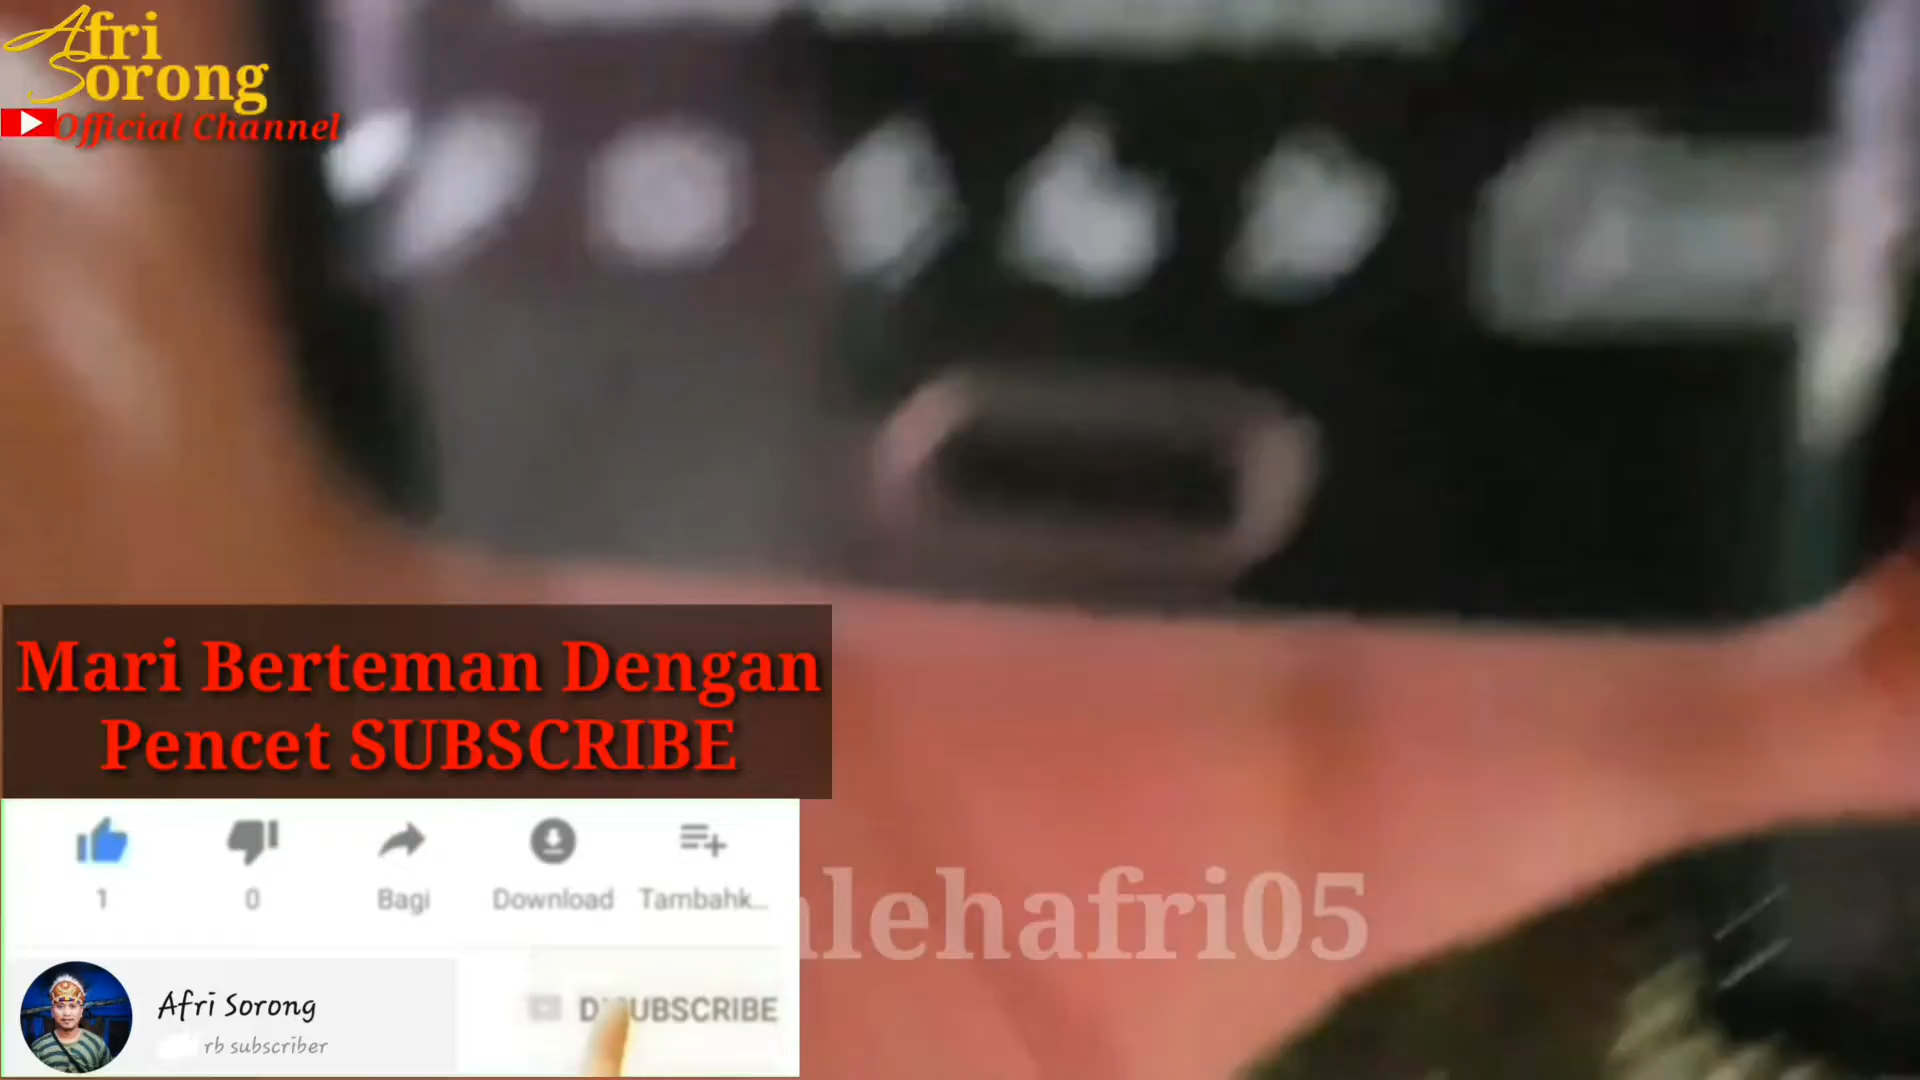 Afri
Sorong
Official Channel
Mari Berteman Dengan
Pencet SUBSCRIBE
1
0
Bagi
Download
Tambahk...
lehafri05
Afri Sorong
rb subscriber